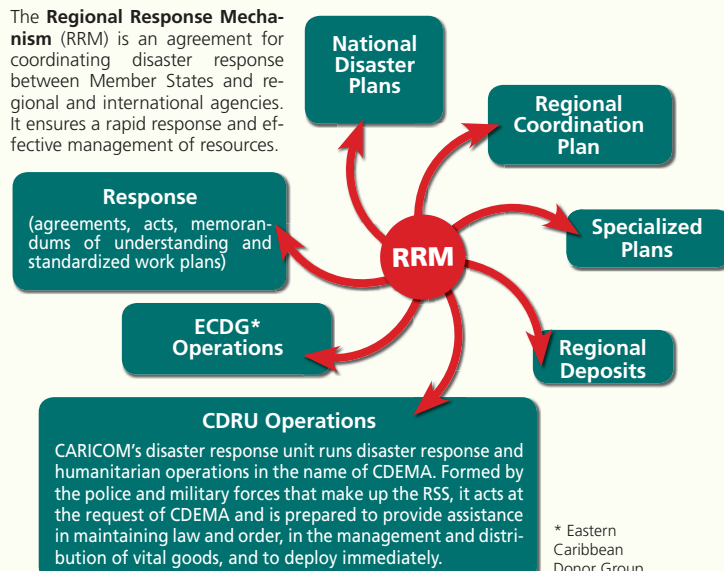 The Regional Response Mecha-
nism (RRM) is an agreement for
coordinating disaster response
between Member States and re-
gional and international agencies.
It ensures a rapid response and ef-
fective management of resources.
National
Disaster
Plans
Regional
Coordination
Plan
Response
(agreements, acts, memoran-
dums of understanding and
standardized work plans)
Specialized
Plans
RRM
ECDG*
Operations
Regional
Deposits
CDRU Operations
CARICOM's disaster response unit runs disaster response and
humanitarian operations in the name of CDEMA. Formed by
the police and military forces that make up the RSS, it acts at
the request of CDEMA and is prepared to provide assistance
in maintaining law and order, in the management and distri-
bution of vital goods, and to deploy immediately.
* Eastern
Caribbean
Donor Group